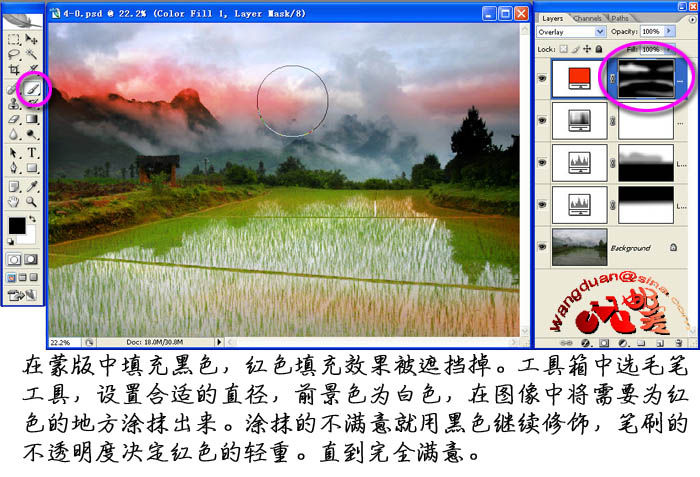 4-0.psd @ 22.2% (Color Fill 1, Layer Mask/8)
Layers Channels Paths
Overlay Opacity: 100%
Lock: Fill: 100%
...
...
L...
L...
Background
wangduan@sina.com
22.2% Doc: 18.0M/30.8M
在蒙版中填充黑色，红色填充效果被遮挡掉。工具箱中选毛笔
工具，设置合适的直径，前景色为白色，在图像中将需要为红
色的地方涂抹出来。涂抹的不满意就用黑色继续修饰，笔刷的
不透明度决定红色的轻重。直到完全满意。